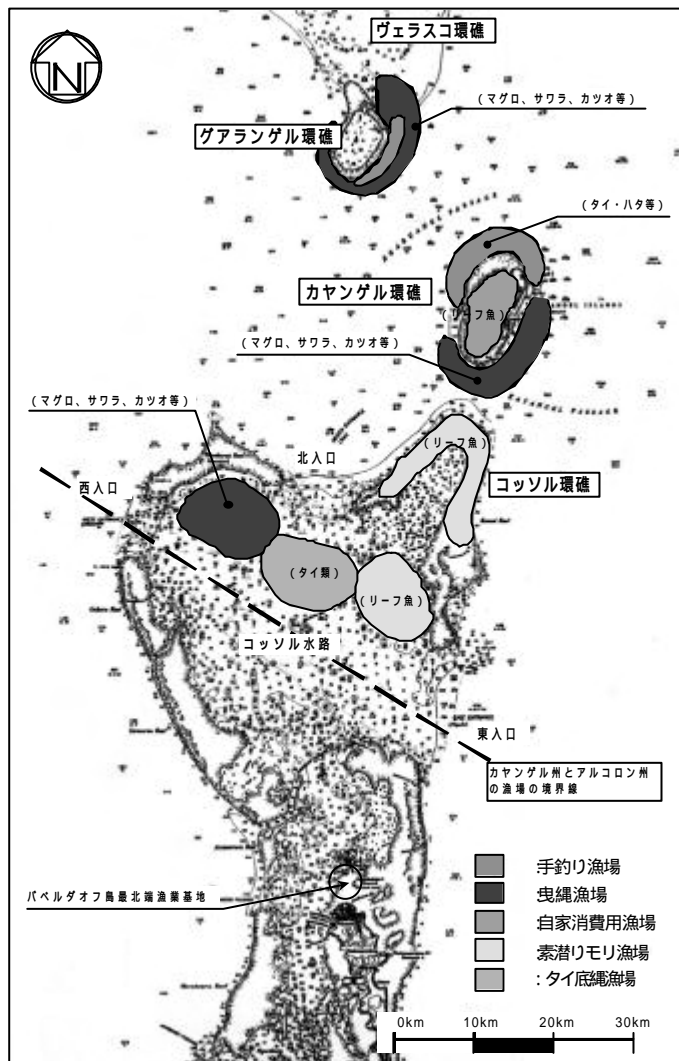 ヴェラスコ環礁
N
(マグロ、サワラ、カツオ等)
グアランゲル環礁
(タイ・ハタ等)
カヤンゲル環礁
(リーフ魚)
(マグロ、サワラ、カツオ等)
(マグロ、サワラ、カツオ等)
北入口
(リーフ魚)
コッソル環礁
西入口
(タイ類)
(リーフ魚)
コッソル水路
東入口
カヤンゲル州とアルコロン州
の漁場の境界線
バベルダオフ島最北端漁業基地
手釣り漁場
曳縄漁場
自家消費用漁場
素潜りモリ漁場
:タイ底縄漁場
0km 10km 20km 30km